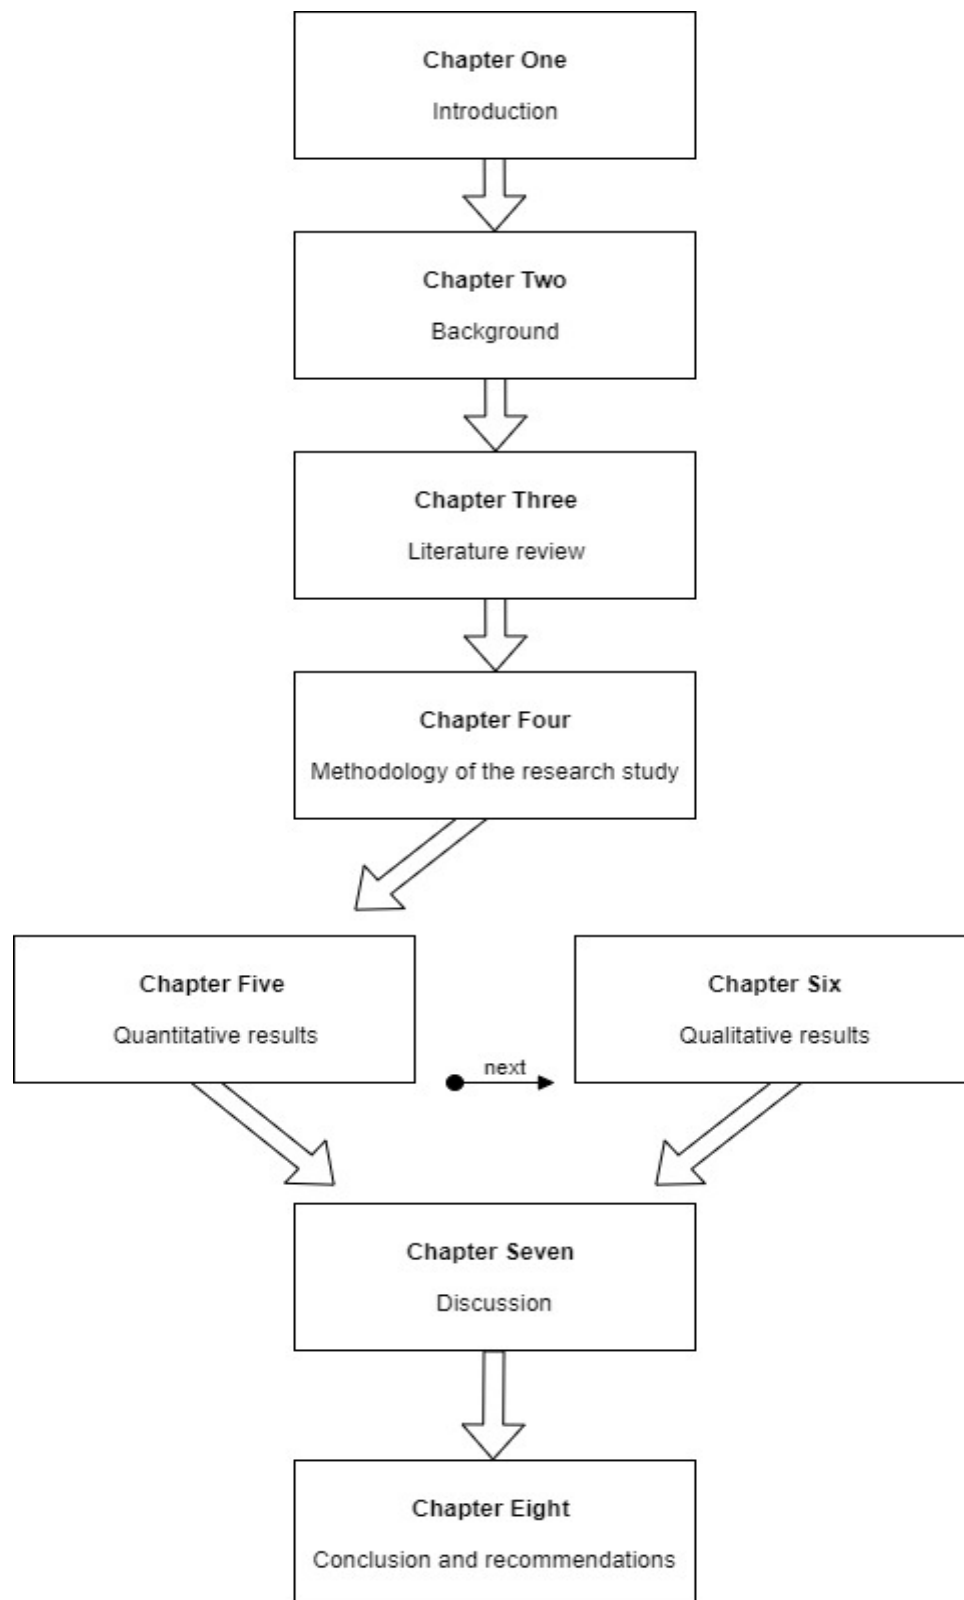 Chapter One
Introduction
Chapter Two
Background
Chapter Three
Literature review
Chapter Four
Methodology of the research study
Chapter Five
Quantitative results
next
Chapter Six
Qualitative results
Chapter Seven
Discussion
Chapter Eight
Conclusion and recommendations